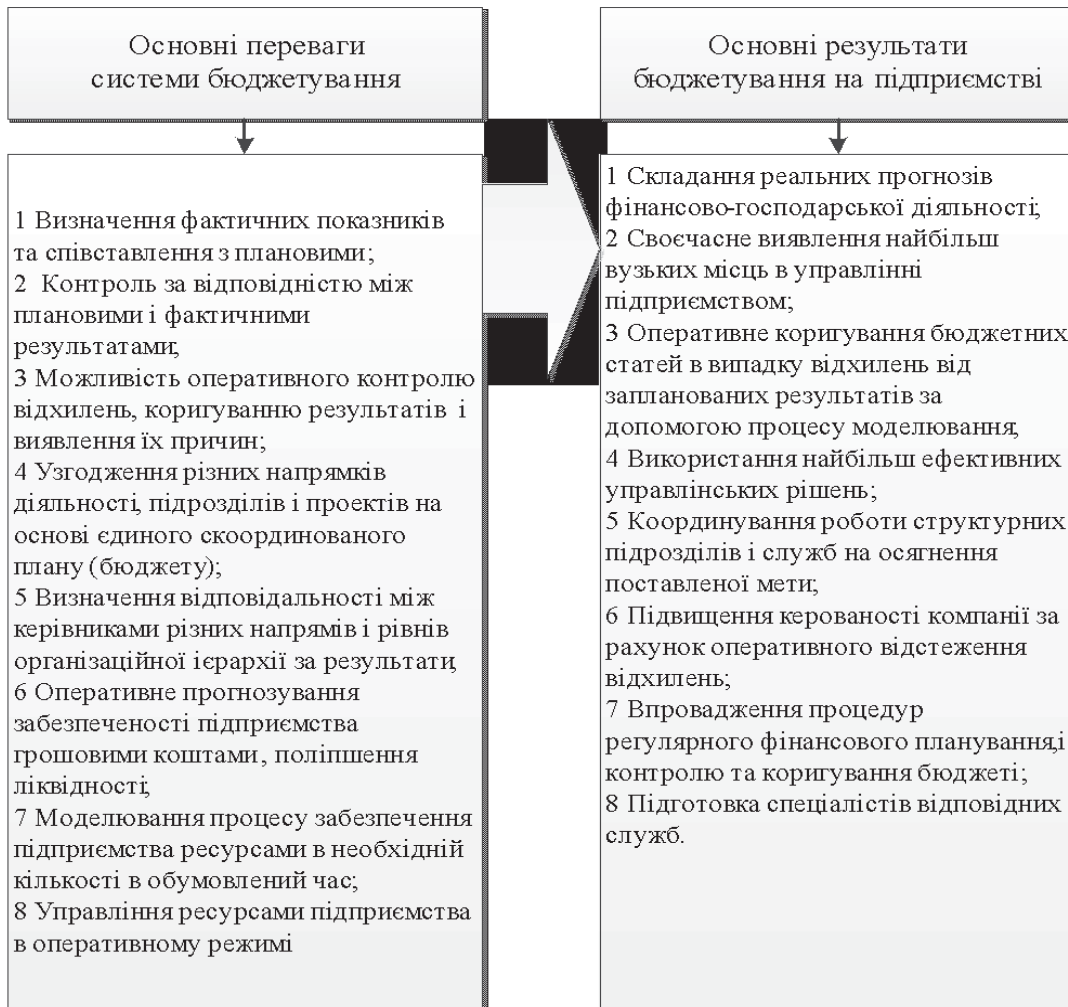 Основні переваги
системи бюджетування
1 Визначення фактичних показників
та співставлення з плановими;
2 Контроль за відповідністю між
плановими і фактичними
результатами;
3 Можливість оперативного контролю
відхилень, коригуванню результатів і
виявлення їх причин;
4 Узгодження різних напрямків
діяльності, підрозділів і проектів на
основі єдиного скоординованого
плану (бюджету);
5 Визначення відповідальності між
керівниками різних напрямів і рівнів
організаційної ієрархії за результати;
6 Оперативне прогнозування
забезпеченості підприємства
грошовими коштами, поліпшення
ліквідності;
7 Моделювання процесу забезпечення
підприємства ресурсами в необхідній
кількості в обумовлений час;
8 Управління ресурсами підприємства
в оперативному режимі
Основні результати
бюджетування на підприємстві
1 Складання реальних прогнозів
фінансово-господарської діяльності;
2 Своєчасне виявлення найбільш
вузьких місць в управлінні
підприємством;
3 Оперативне коригування бюджетних
статей в випадку відхилень від
запланованих результатів за
допомогою процесу моделювання;
4 Використання найбільш ефективних
управлінських рішень;
5 Координування роботи структурних
підрозділів і служб на осягнення
поставленої мети;
6 Підвищення керованості компанії за
рахунок оперативного відстеження
відхилень;
7 Впровадження процедур
регулярного фінансового планування,і
контролю та коригування бюджеті;
8 Підготовка спеціалістів відповідних
служб.